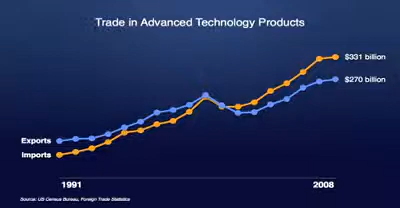 Trade in Advanced Technology Products
$331 billion
$270 billion
Exports
Imports
1991
2008
Source: US Census Bureau, Foreign Trade Statistics